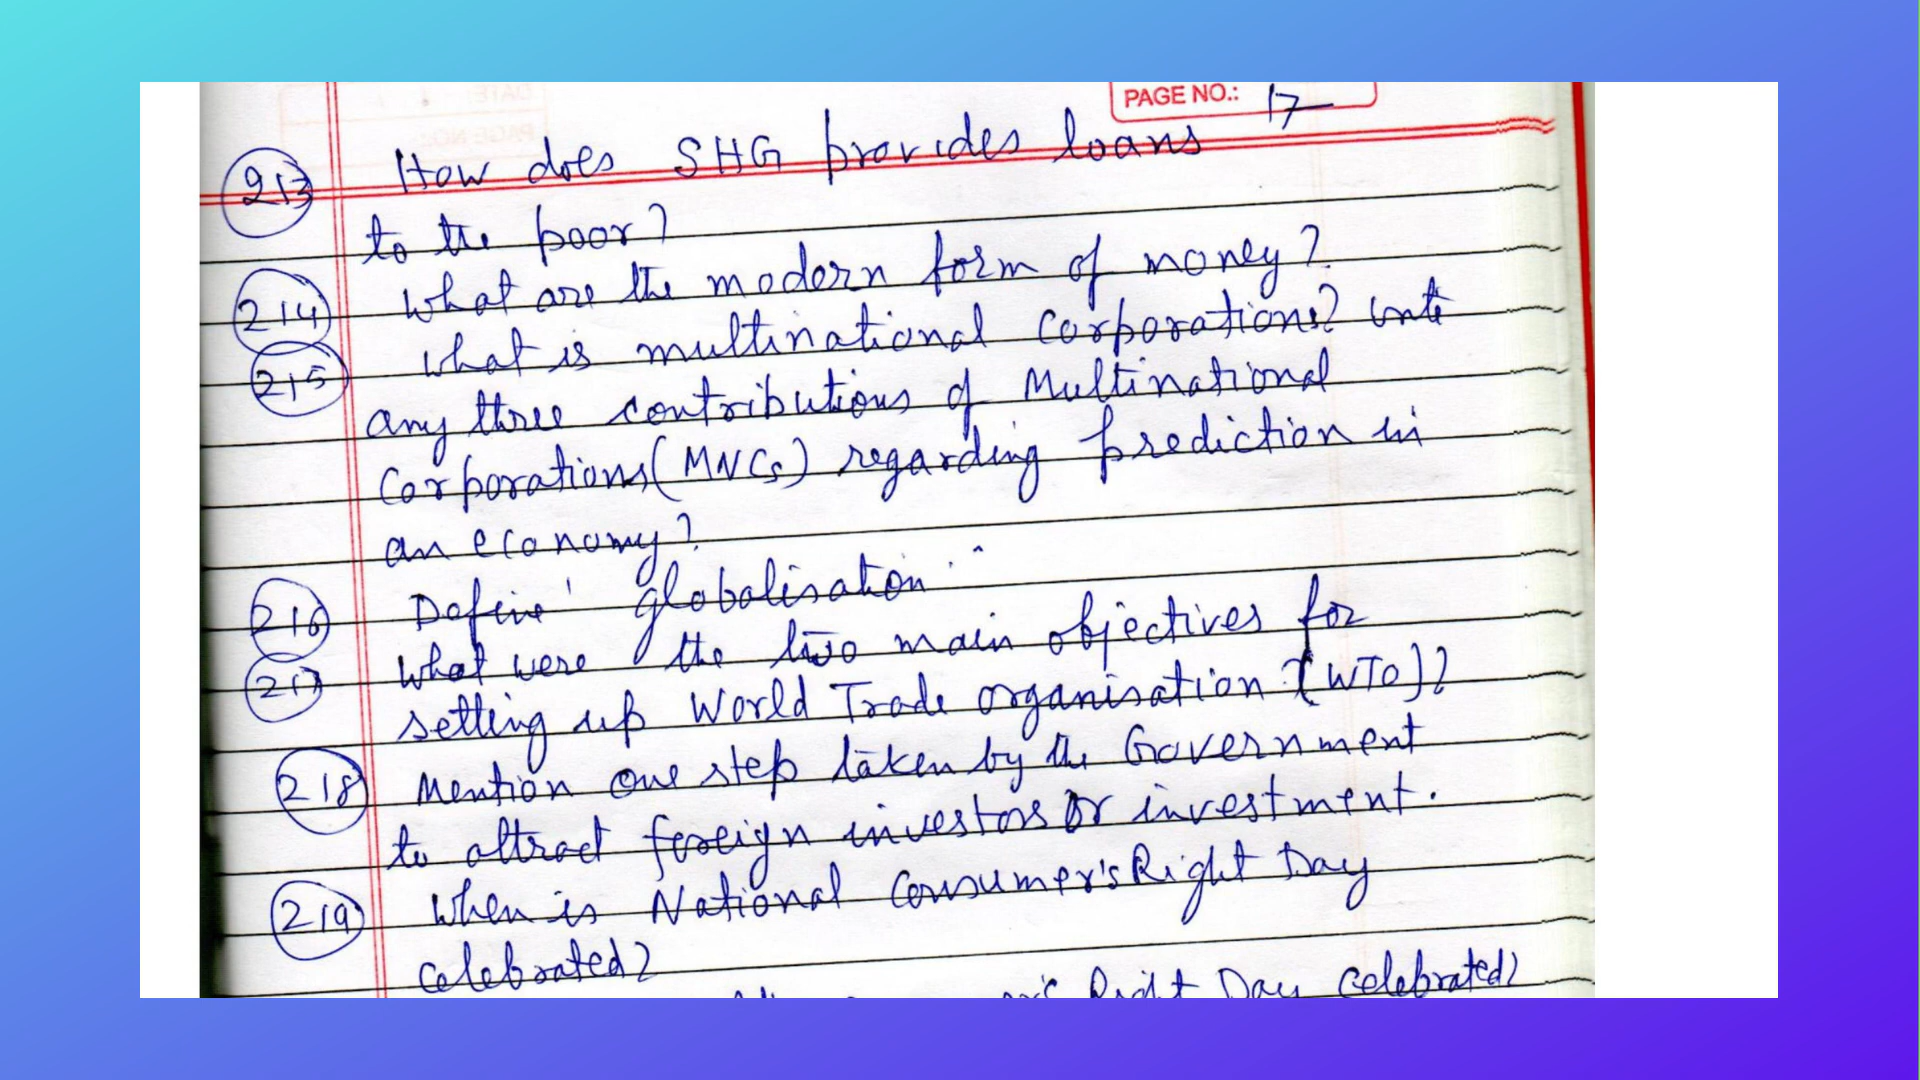 PAGE NO.: 17
213 How does SHG provides loans
to the poor?
214 What are the modern form of money?
215 What is multinational corporations? write
any three contributions of Multinational
Corporations (MNCs) regarding prediction in
an economy?
216 Define globalisation
217 What were the two main objectives for
setting up World Trade organisation (WTO)?
218 Mention one step taken by the Government
to attract foreign investors or investment.
219 When is National Consumer's Right Day
celebrated?
Right Day celebrated?